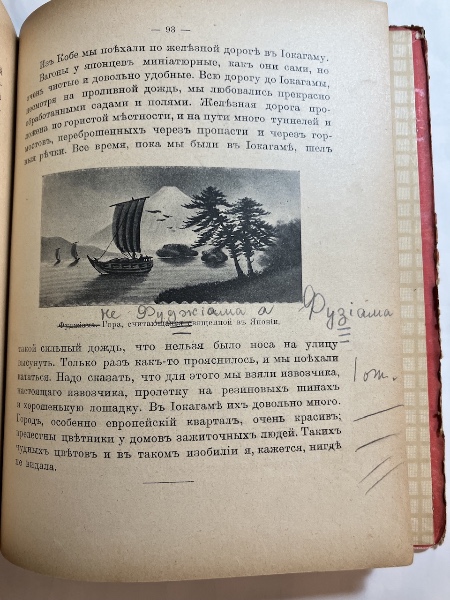 — 93 —
Изъ Кобе мы поѣхали по желѣзной дорогѣ въ Іокагаму.
Вагоны у японцевъ миніатюрные, какъ они сами, но
очень чистые и довольно удобные. Всю дорогу до Іокагамы,
несмотря на проливной дождь, мы любовались прекрасно
обработанными садами и полями. Желѣзная дорога про-
ложена по гористой мѣстности, и на пути много туннелей и
мостовъ, переброшенныхъ черезъ пропасти и черезъ гор-
ныя рѣчки. Все время, пока мы были въ Іокагамѣ, шелъ
не Фуджіама а Фузіама
Гора, считающаяся священной въ Японіи.
такой сильный дождь, что нельзя было носа на улицу
высунуть. Только разъ какъ-то прояснилось, и мы поѣхали
кататься. Надо сказать, что для этого мы взяли извозчика,
настоящаго извозчика, пролетку на резиновыхъ шинахъ
и хорошенькую лошадку. Въ Іокагамѣ ихъ довольно много.
Городъ, особенно европейскій кварталъ, очень красивъ;
прелестны цвѣтники у домовъ зажиточныхъ людей. Такихъ
чудныхъ цвѣтовъ и въ такомъ изобиліи я, кажется, нигдѣ
не видала.